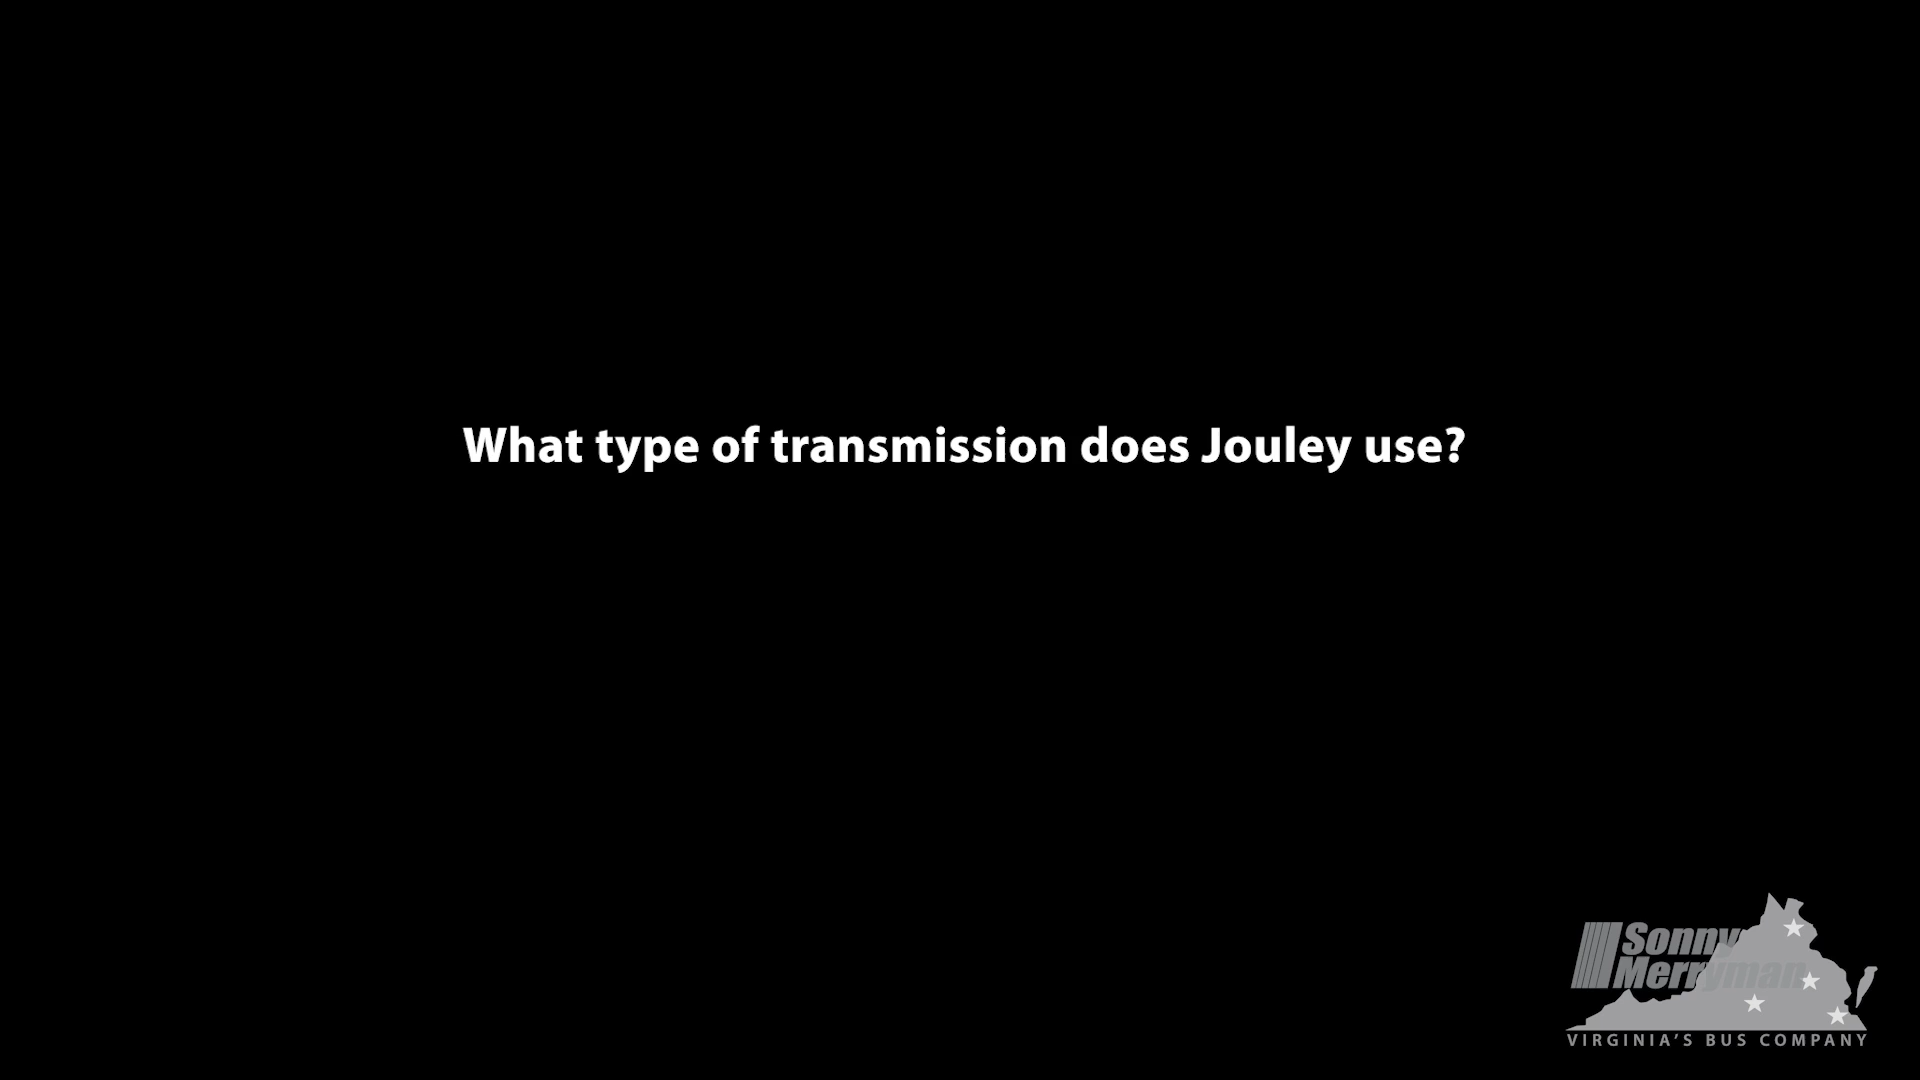 What type of transmission does Jouley use?
Sonny
Merryman
VIRGINIA'S BUS COMPANY